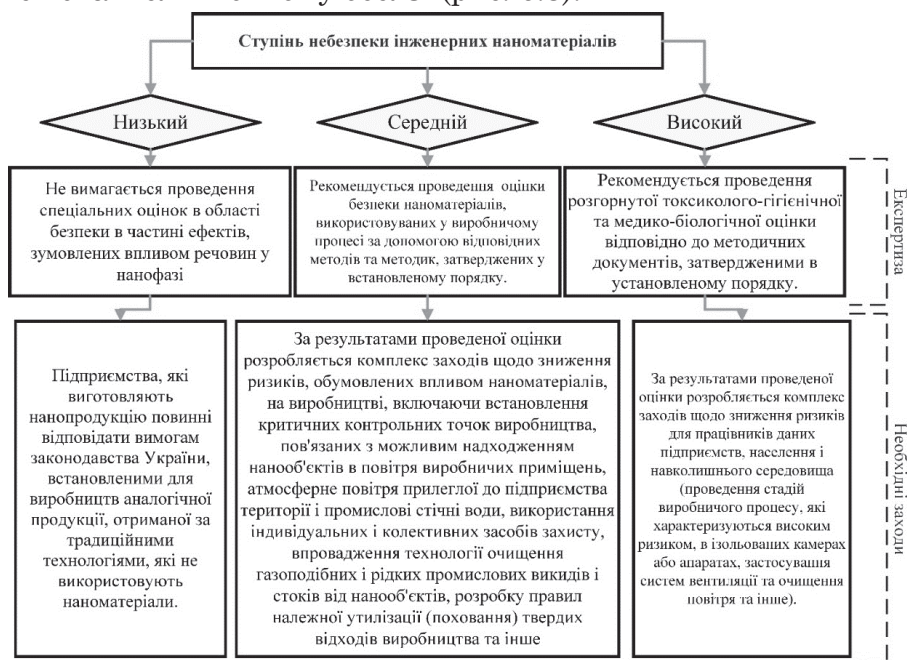 Ступінь небезпеки інженерних наноматеріалів
Низький
Середній
Високий
Не вимагається проведення
спеціальних оцінок в області
безпеки в частині ефектів,
зумовлених впливом речовин у
нанофазі
Рекомендується проведення оцінки
безпеки наноматеріалів,
використовуваних у виробничому
процесі за допомогою відповідних
методів та методик, затверджених у
встановленому порядку.
Рекомендується проведення
розгорнутої токсиколого-гігієнічної
та медико-біологічної оцінки
відповідно до методичних
документів, затвердженими в
установленому порядку.
Експертиза
Підприємства, які
виготовляють
нанопродукцію повинні
відповідати вимогам
законодавства України,
встановленими для
виробництв аналогічної
продукції, отриманої за
традиційними
технологіями, які не
використовують
наноматеріали.
За результатами проведеної оцінки
розробляється комплекс заходів щодо зниження
ризиків, обумовлених впливом наноматеріалів,
на виробництві, включаючи встановлення
критичних контрольних точок виробництва,
пов'язаних з можливим надходженням
нанооб'єктів в повітря виробничих приміщень,
атмосферне повітря прилеглої до підприємства
території і промислові стічні води, використання
індивідуальних і колективних засобів захисту,
впровадження технології очищення
газоподібних і рідких промислових викидів і
стоків від нанооб'єктів, розробку правил
належної утилізації (поховання) твердих
відходів виробництва та інше
За результатами проведеної
оцінки розробляється комплекс
заходів щодо зниження ризиків
для працівників даних
підприємств, населення і
навколишнього середовища
(проведення стадій
виробничого процесу, які
характеризуються високим
ризиком, в ізольованих камерах
або апаратах, застосування
систем вентиляції та очищення
повітря та інше).
Необхідні заходи